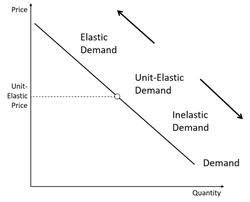 Price
Elastic
Demand
Unit-Elastic
Demand
Unit-
Elastic
Price
Inelastic
Demand
Demand
Quantity